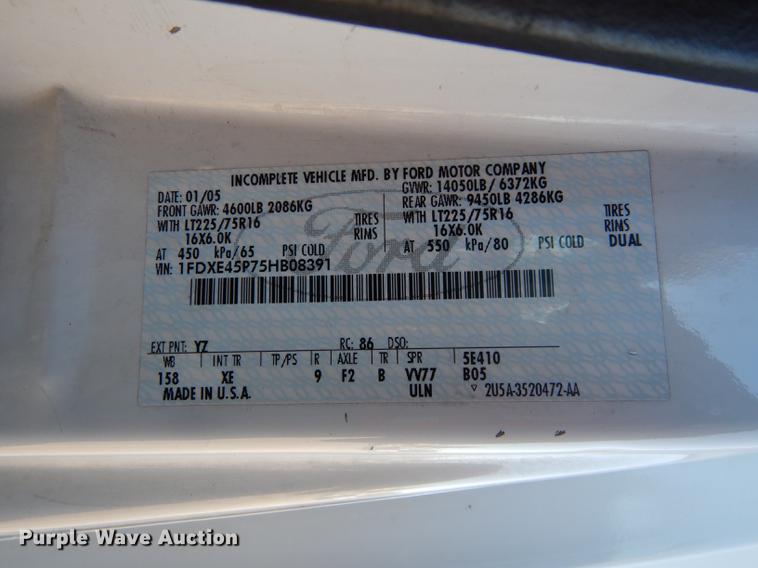 INCOMPLETE VEHICLE MFD. BY FORD MOTOR COMPANY
DATE: 01/05 GVWR: 14050LB/ 6372KG
FRONT GAWR: 4600LB 2086KG REAR GAWR: 9450LB 4286KG
WITH LT225/75R16 TIRES WITH LT225/75R16 TIRES
16X6.0K RIMS 16X6.0K RIMS
AT 450 kPa/65 PSI COLD AT 550 kPa/80 PSI COLD DUAL
VIN: 1FDXE45P75HB08391
Ford
EXT PNT: YZ RC: 86 DSO:
WB INT TR TP/PS R AXLE TR SPR 5E410
158 XE 9 F2 B VV77 B05
MADE IN U.S.A. ULN ▽ 2U5A-3520472-AA
Purple Wave Auction